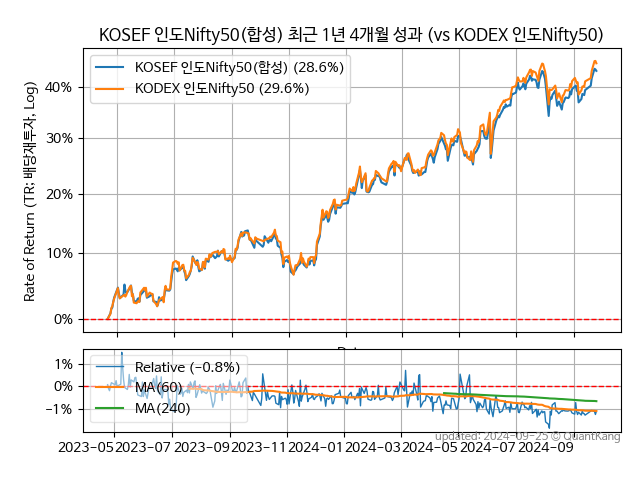 KOSEF 인도Nifty50(합성) 최근 1년 4개월 성과 (vs KODEX 인도Nifty50)
KOSEF 인도Nifty50(합성) (28.6%)
KODEX 인도Nifty50 (29.6%)
Rate of Return (TR: 배당재투자, Log)
40%
30%
20%
10%
0%
Relative (−0.8%)
MA(60)
MA(240)
1%
0%
−1%
updated: 2024-09-25 © QuantKang
2023-05
2023-07
2023-09
2023-11
2024-01
2024-03
2024-05
2024-07
2024-09